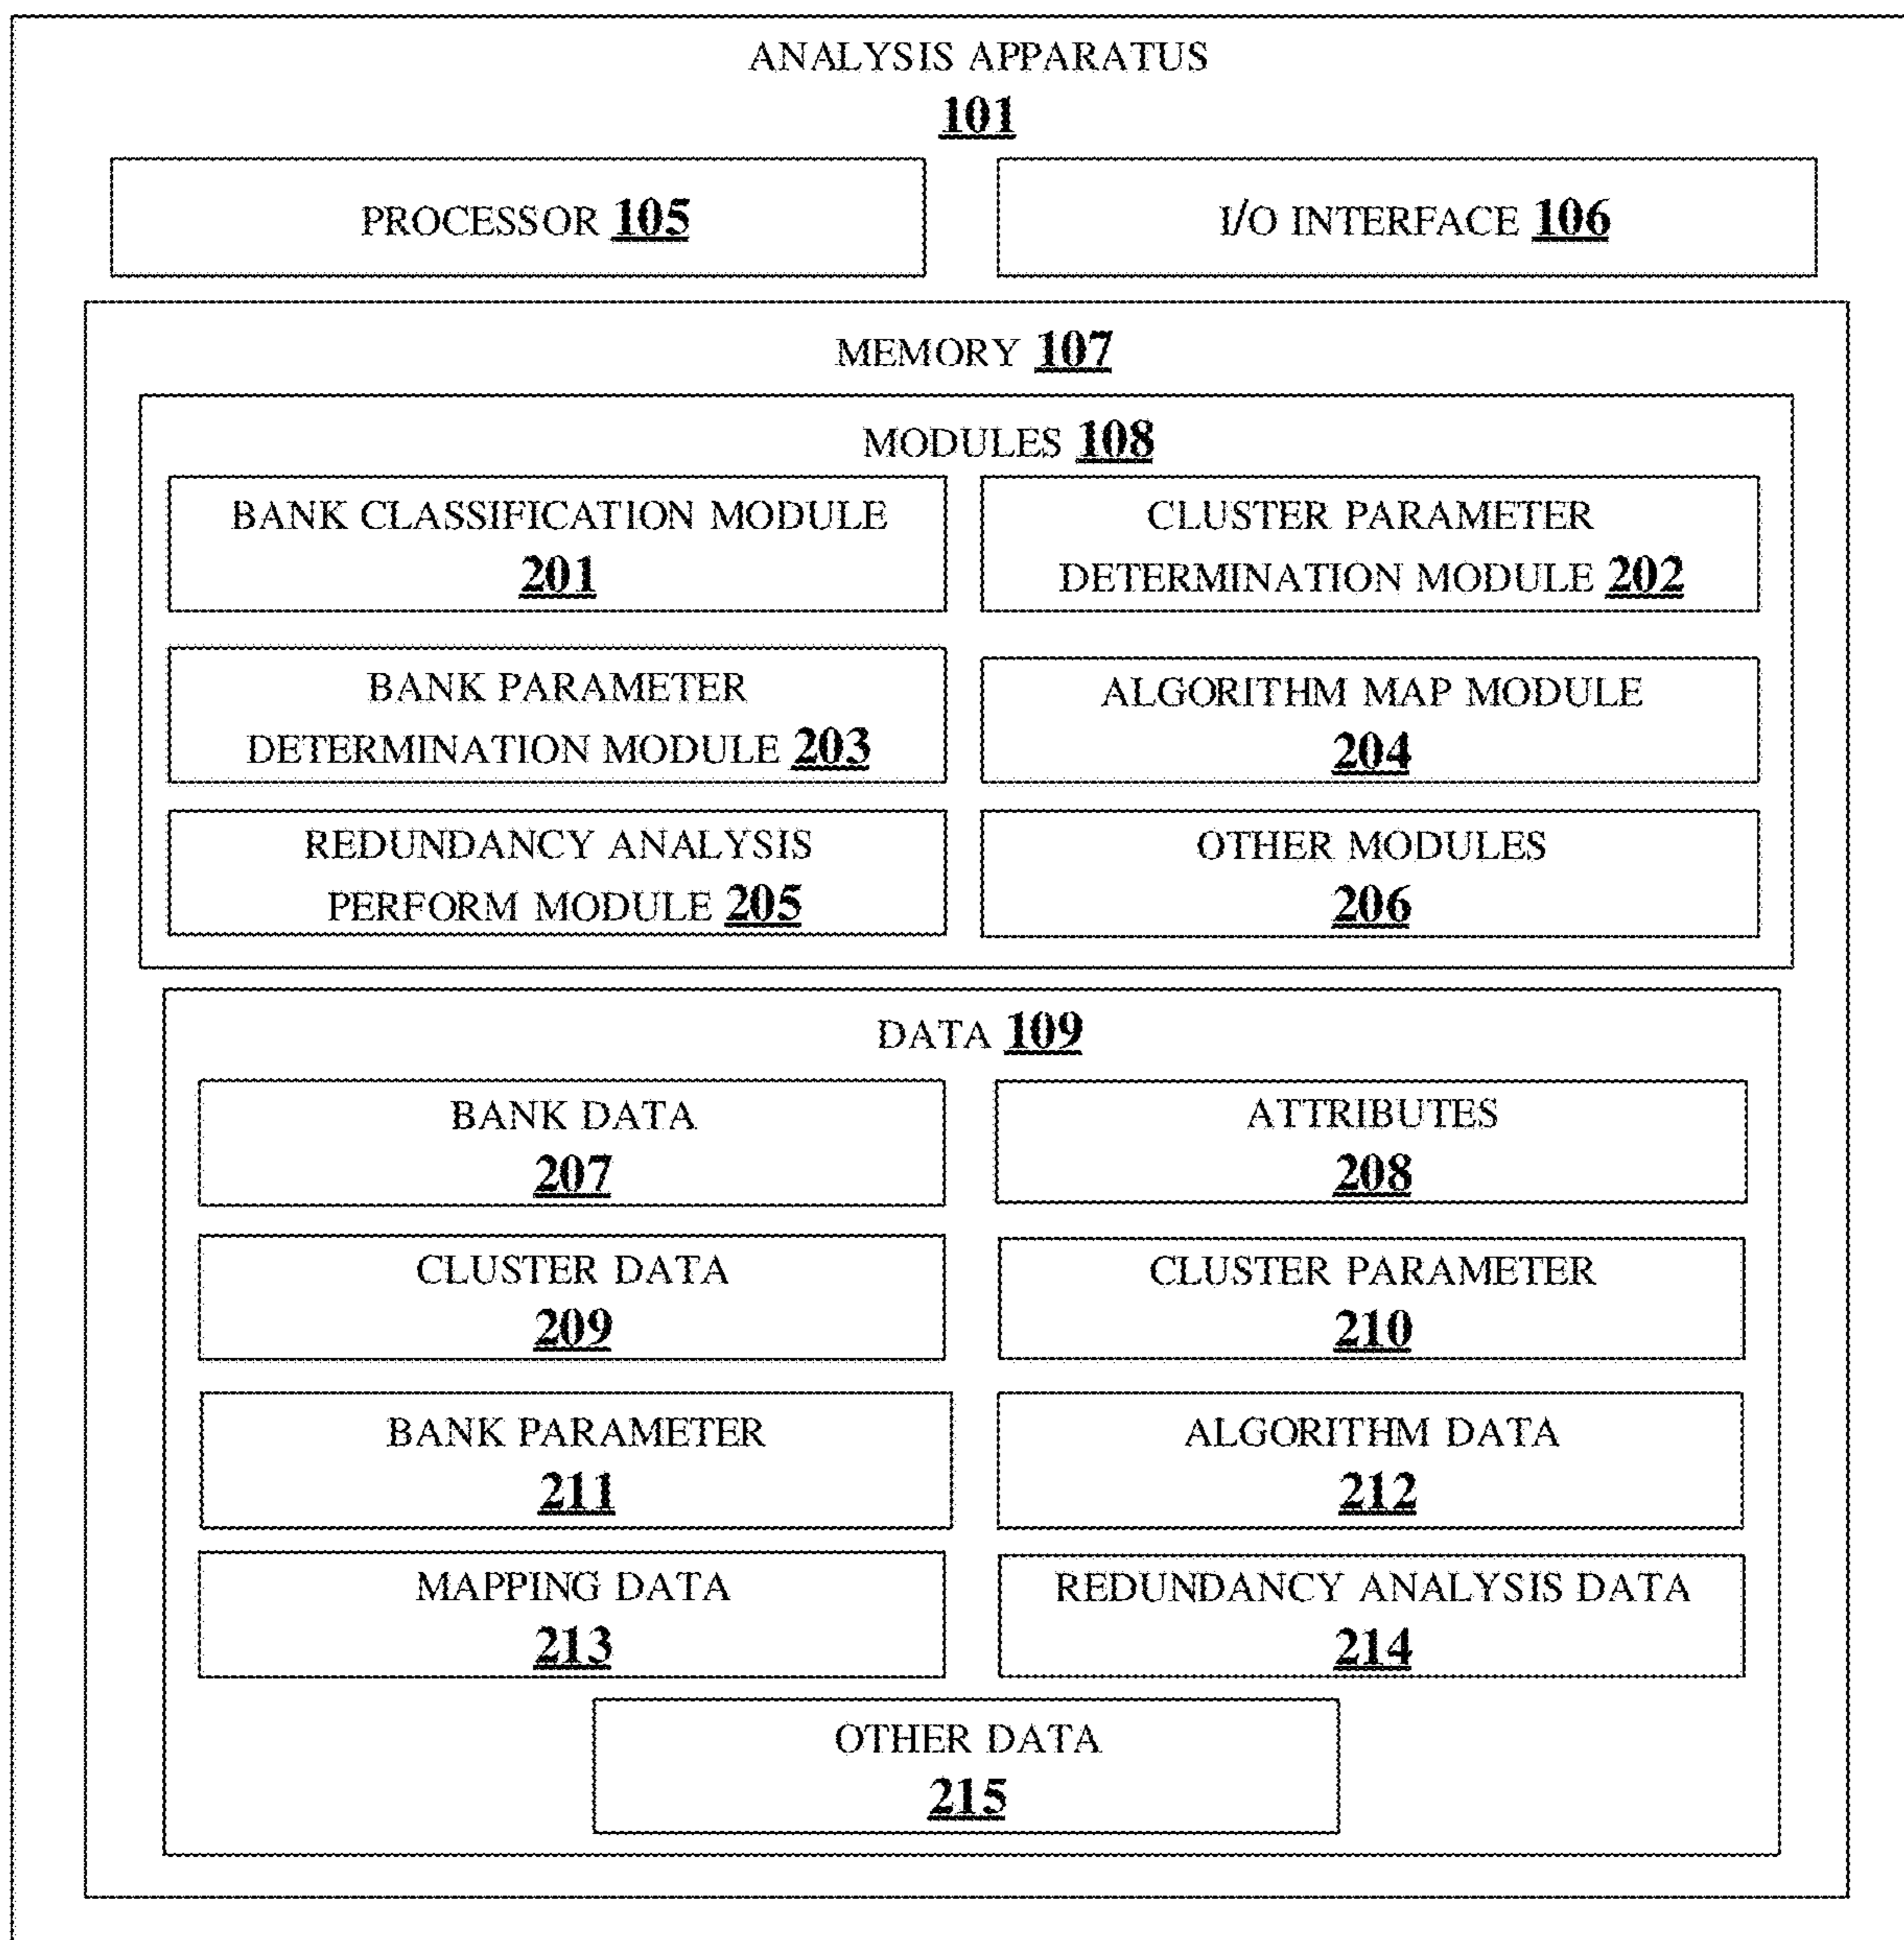 ANALYSIS APPARATUS
101
PROCESSOR 105
I/O INTERFACE 106
MEMORY 107
MODULES 108
BANK CLASSIFICATION MODULE
201
CLUSTER PARAMETER
DETERMINATION MODULE 202
BANK PARAMETER
DETERMINATION MODULE 203
ALGORITHM MAP MODULE
204
REDUNDANCY ANALYSIS
PERFORM MODULE 205
OTHER MODULES
206
DATA 109
BANK DATA
207
ATTRIBUTES
208
CLUSTER DATA
209
CLUSTER PARAMETER
210
BANK PARAMETER
211
ALGORITHM DATA
212
MAPPING DATA
213
REDUNDANCY ANALYSIS DATA
214
OTHER DATA
215